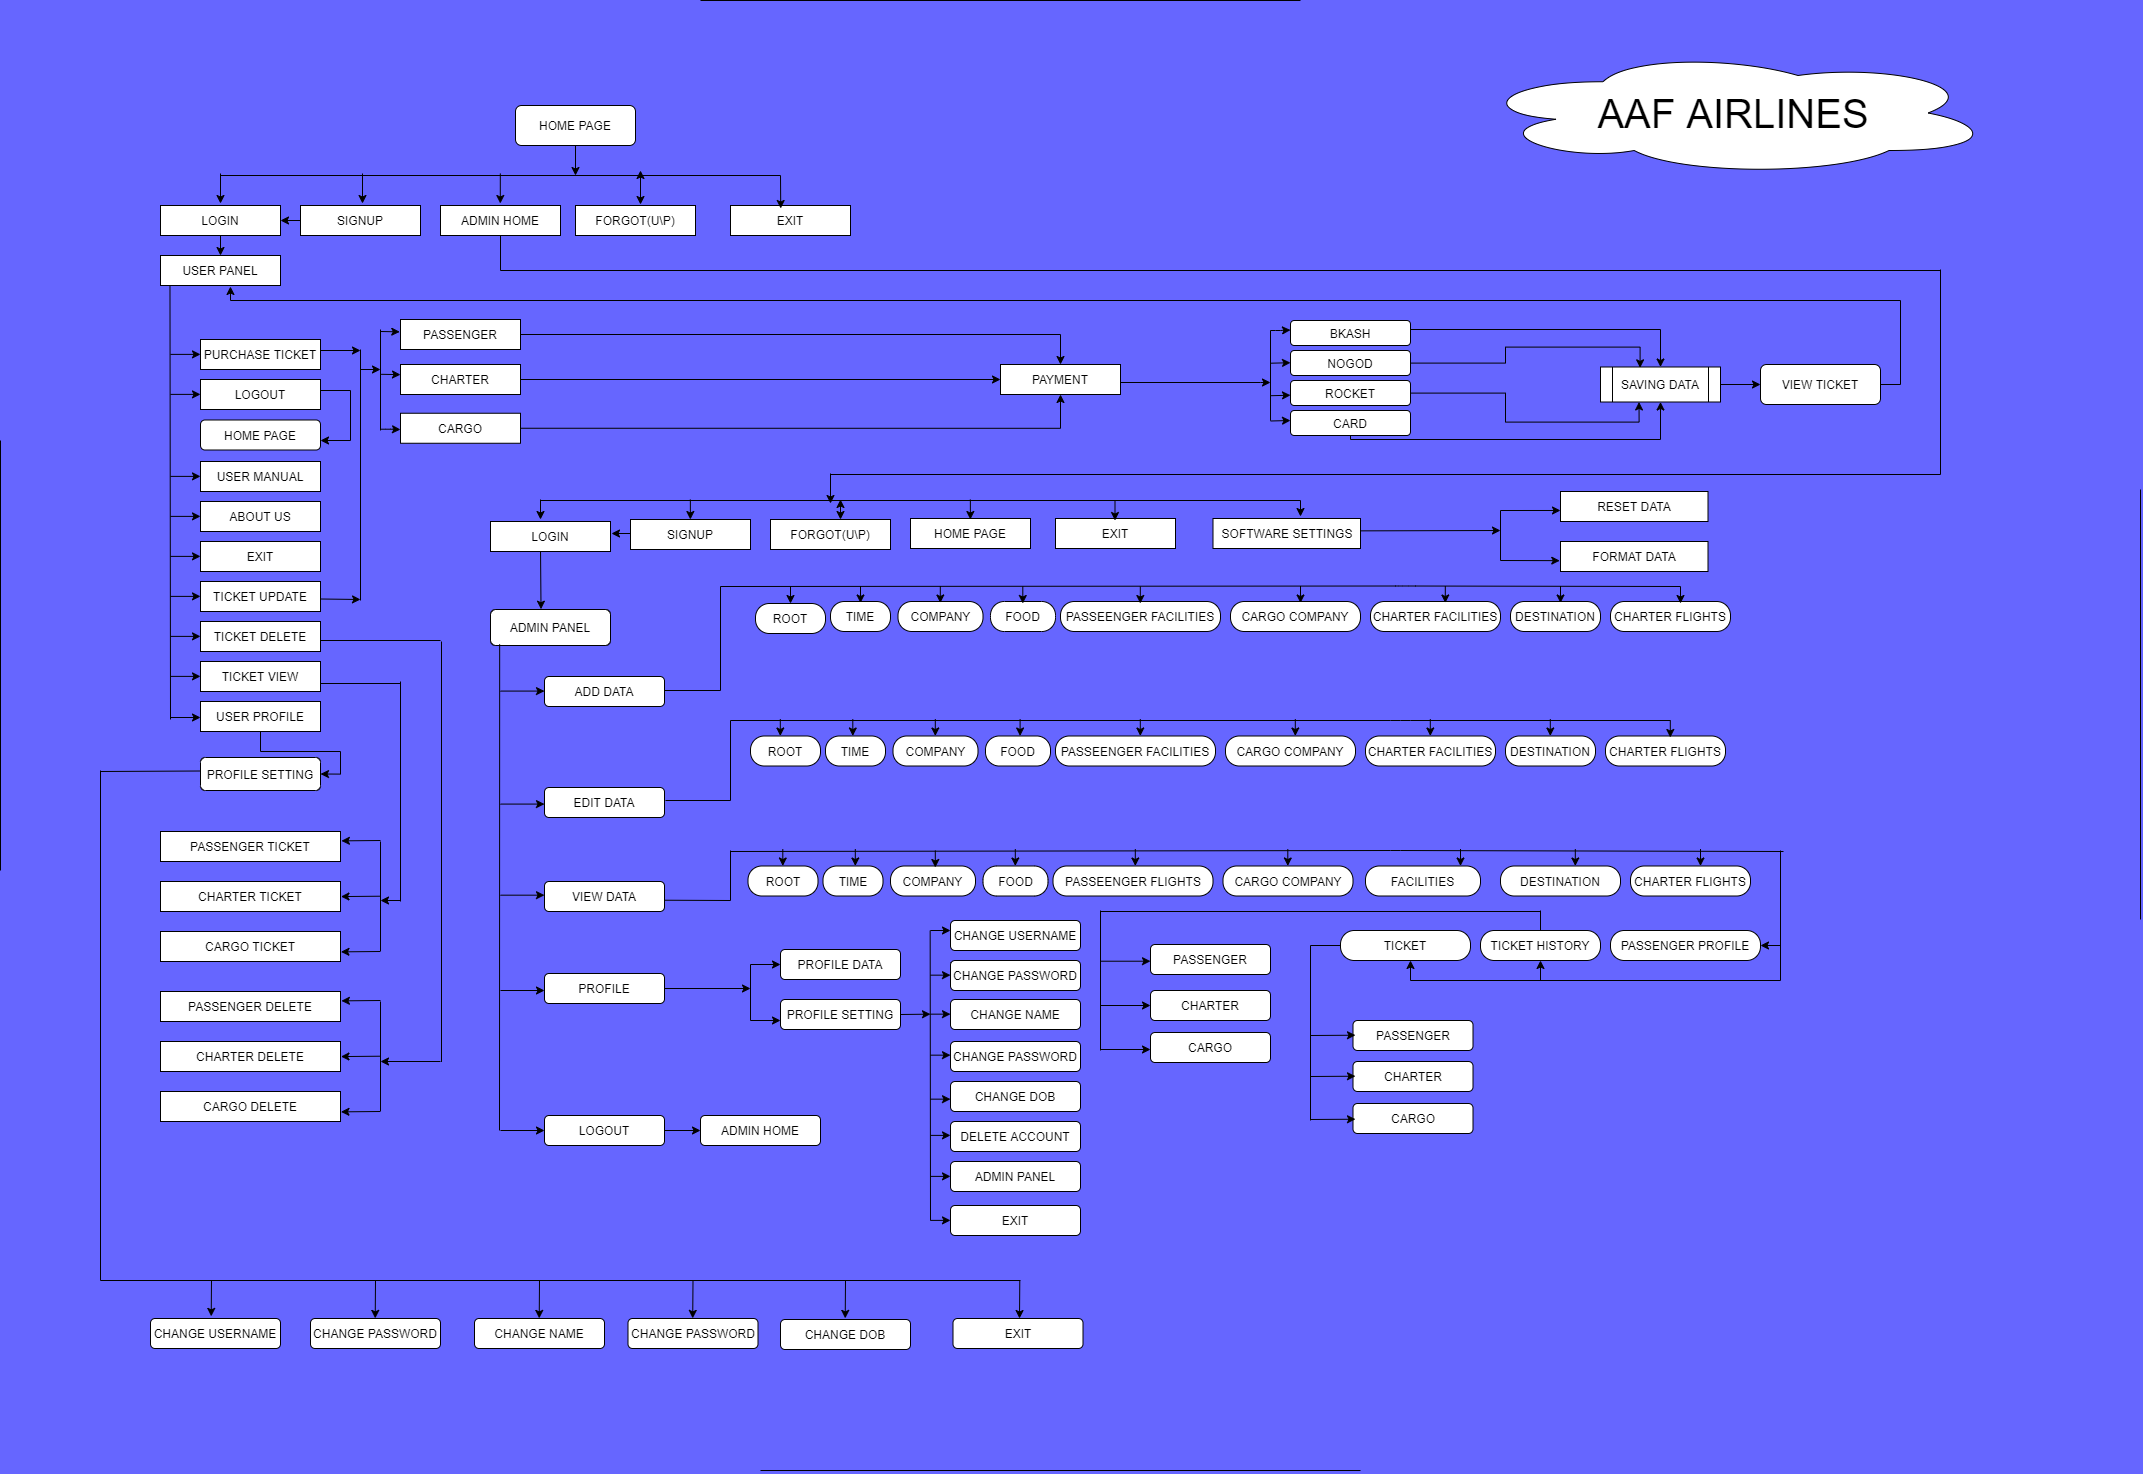 AAF AIRLINES
HOME PAGE
LOGIN
SIGNUP
ADMIN HOME
FORGOT(U\P)
EXIT
USER PANEL
PURCHASE TICKET
LOGOUT
HOME PAGE
USER MANUAL
ABOUT US
EXIT
TICKET UPDATE
TICKET DELETE
TICKET VIEW
USER PROFILE
PROFILE SETTING
PASSENGER
CHARTER
CARGO
PAYMENT
BKASH
NOGOD
ROCKET
CARD
SAVING DATA
VIEW TICKET
LOGIN
SIGNUP
FORGOT(U\P)
HOME PAGE
EXIT
SOFTWARE SETTINGS
RESET DATA
FORMAT DATA
ADMIN PANEL
ROOT
TIME
COMPANY
FOOD
PASSEENGER FACILITIES
CARGO COMPANY
CHARTER FACILITIES
DESTINATION
CHARTER FLIGHTS
ADD DATA
ROOT
TIME
COMPANY
FOOD
PASSEENGER FACILITIES
CARGO COMPANY
CHARTER FACILITIES
DESTINATION
CHARTER FLIGHTS
EDIT DATA
ROOT
TIME
COMPANY
FOOD
PASSEENGER FLIGHTS
CARGO COMPANY
FACILITIES
DESTINATION
CHARTER FLIGHTS
VIEW DATA
TICKET
TICKET HISTORY
PASSENGER PROFILE
PASSENGER
CHARTER
CARGO
PASSENGER
CHARTER
CARGO
PROFILE
PROFILE DATA
PROFILE SETTING
CHANGE USERNAME
CHANGE PASSWORD
CHANGE NAME
CHANGE PASSWORD
CHANGE DOB
DELETE ACCOUNT
ADMIN PANEL
EXIT
LOGOUT
ADMIN HOME
PASSENGER TICKET
CHARTER TICKET
CARGO TICKET
PASSENGER DELETE
CHARTER DELETE
CARGO DELETE
CHANGE USERNAME
CHANGE PASSWORD
CHANGE NAME
CHANGE PASSWORD
CHANGE DOB
EXIT